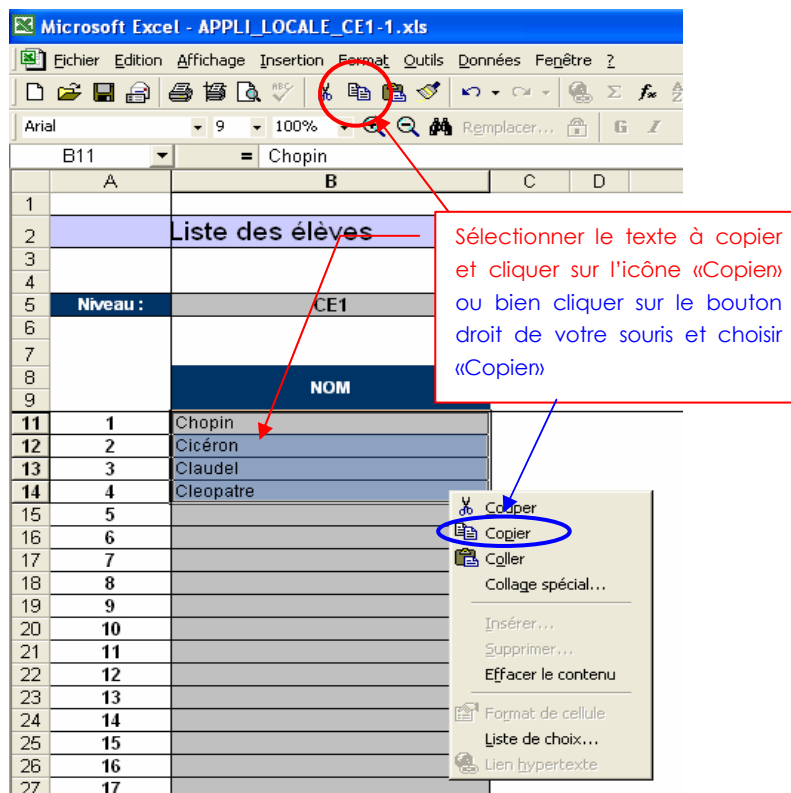 Microsoft Excel - APPLI_LOCALE_CE1-1.xls
Fichier Edition Affichage Insertion Format Outils Données Fenêtre ?
Arial 9 100% Remplacer... G I
B11 = Chopin
A B C D
1
2 Liste des élèves
3
4
5 Niveau : CE1
6
7
8
NOM
9
11 1 Chopin
12 2 Cicéron
13 3 Claudel
14 4 Cleopatre
15 5
16 6
17 7
18 8
19 9
20 10
21 11
22 12
23 13
24 14
25 15
26 16
27 17
Sélectionner le texte à copier
et cliquer sur l'icône «Copier»
ou bien cliquer sur le bouton
droit de votre souris et choisir
«Copier»
Couper
Copier
Coller
Collage spécial...
Insérer...
Supprimer...
Effacer le contenu
Format de cellule
Liste de choix...
Lien hypertexte